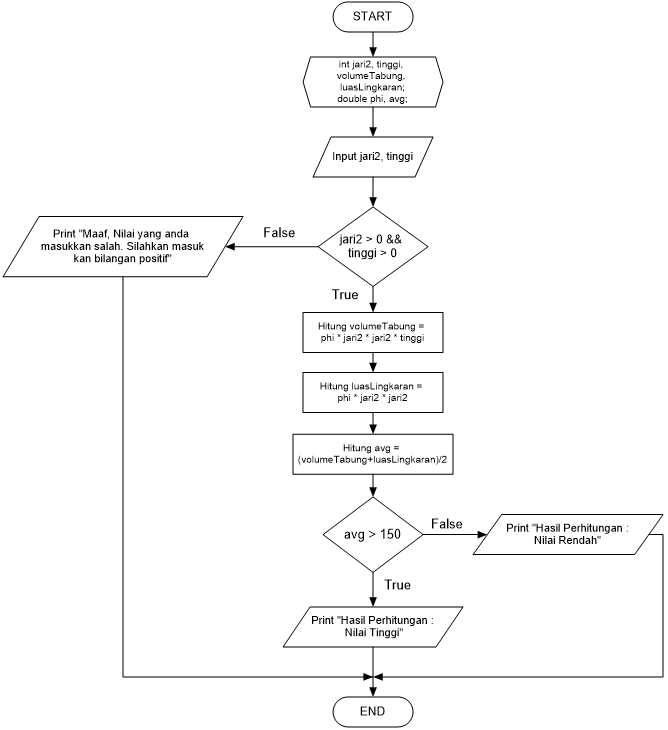 START
int jari2, tinggi,
volumeTabung,
luasLingkaran;
double phi, avg;
Input jari2, tinggi
jari2 > 0 &&
tinggi > 0
False
Print "Maaf, Nilai yang anda
masukkan salah. Silahkan masuk
kan bilangan positif"
True
Hitung volumeTabung =
phi * jari2 * jari2 * tinggi
Hitung luasLingkaran =
phi * jari2 * jari2
Hitung avg =
(volumeTabung+luasLingkaran)/2
avg > 150
False
Print "Hasil Perhitungan :
Nilai Rendah"
True
Print "Hasil Perhitungan :
Nilai Tinggi"
END